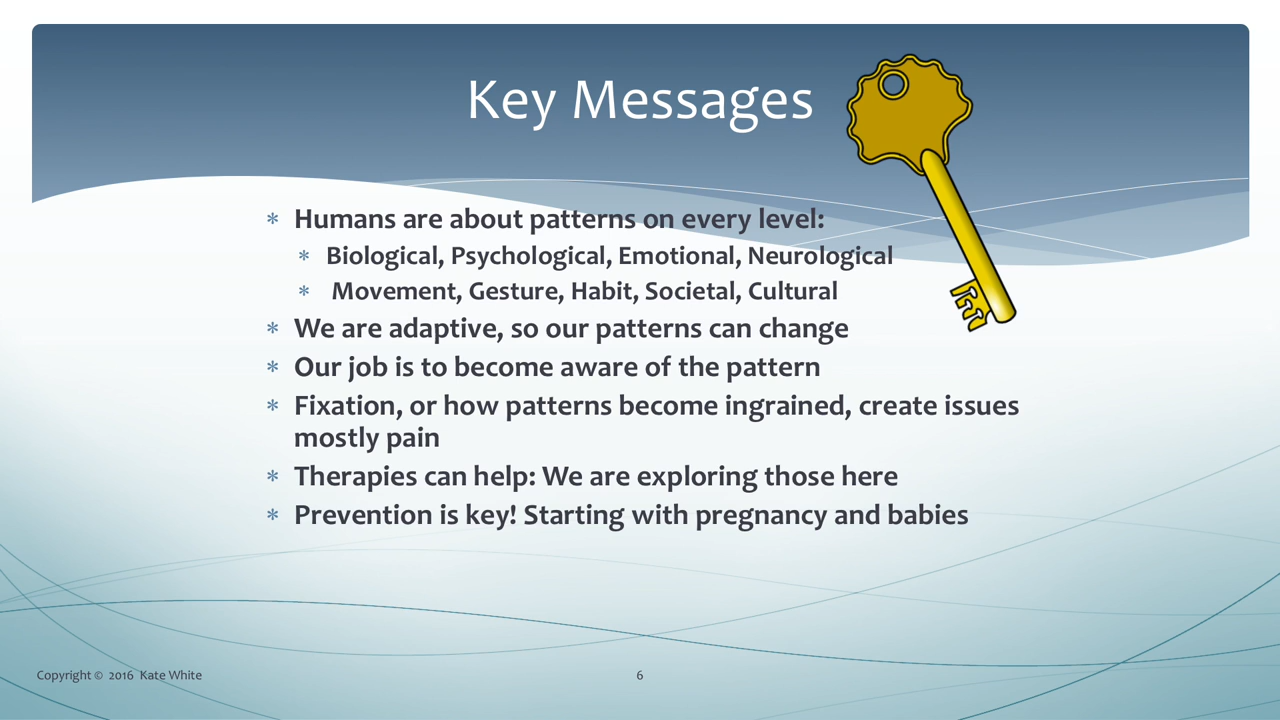 Key Messages
* Humans are about patterns on every level:
* Biological, Psychological, Emotional, Neurological
* Movement, Gesture, Habit, Societal, Cultural
* We are adaptive, so our patterns can change
* Our job is to become aware of the pattern
* Fixation, or how patterns become ingrained, create issues
mostly pain
* Therapies can help: We are exploring those here
* Prevention is key! Starting with pregnancy and babies
Copyright © 2016 Kate White
6